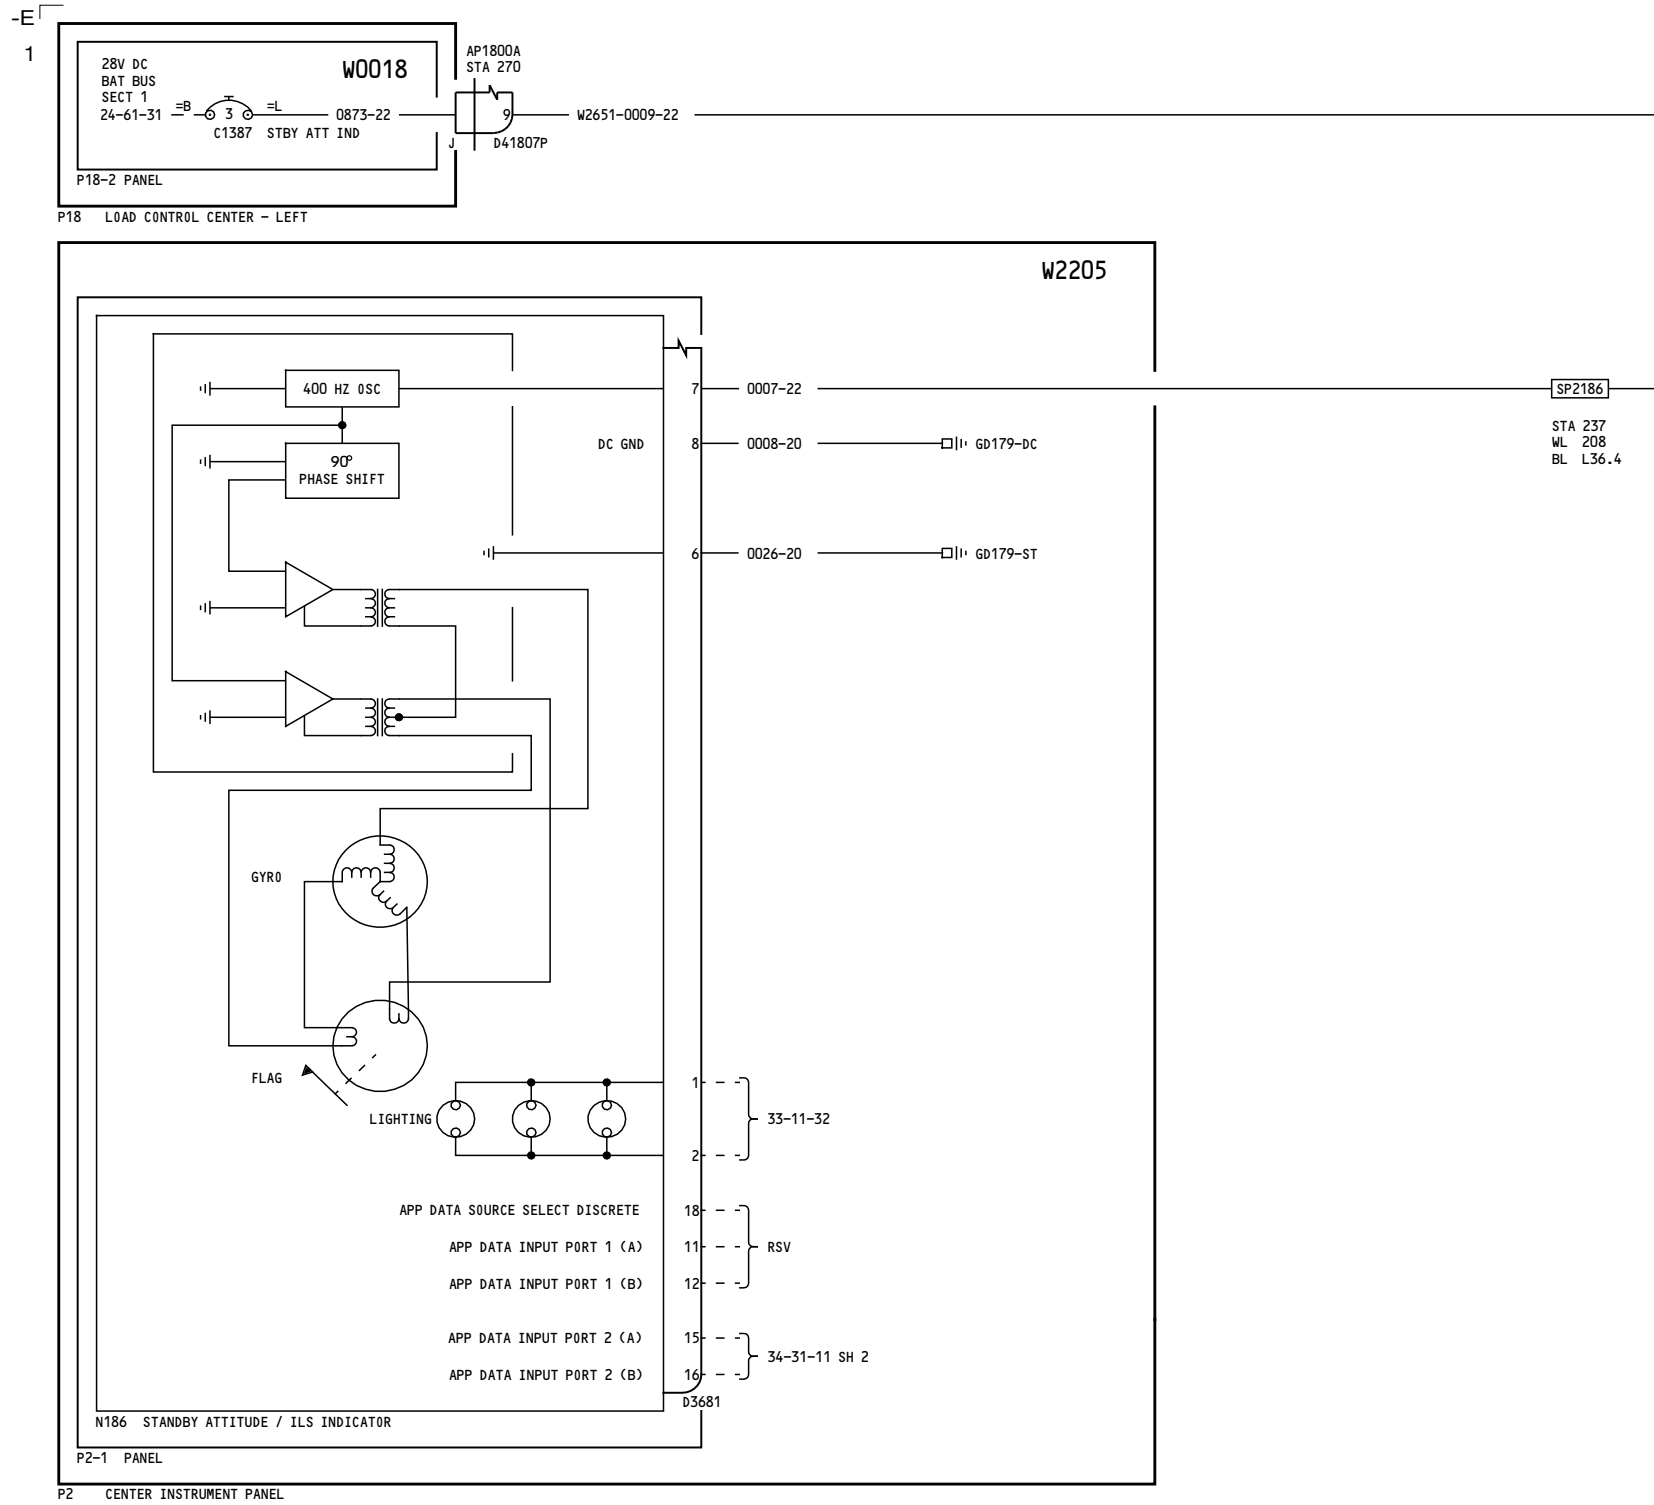 -E
1
28V DC
BAT BUS
SECT 1
24-61-31
=B
3
=L
C1387 STBY ATT IND
0873-22
W0018
P18-2 PANEL
P18 LOAD CONTROL CENTER - LEFT
AP1800A
STA 270
9
J
D41807P
W2651-0009-22
W2205
400 HZ OSC
7
0007-22
SP2186
STA 237
WL 208
BL L36.4
90°
PHASE SHIFT
DC GND
8
0008-20
GD179-DC
6
0026-20
GD179-ST
GYRO
FLAG
LIGHTING
1
2
33-11-32
APP DATA SOURCE SELECT DISCRETE
18
APP DATA INPUT PORT 1 (A)
11
RSV
APP DATA INPUT PORT 1 (B)
12
APP DATA INPUT PORT 2 (A)
15
34-31-11 SH 2
APP DATA INPUT PORT 2 (B)
16
D3681
N186 STANDBY ATTITUDE / ILS INDICATOR
P2-1 PANEL
P2 CENTER INSTRUMENT PANEL